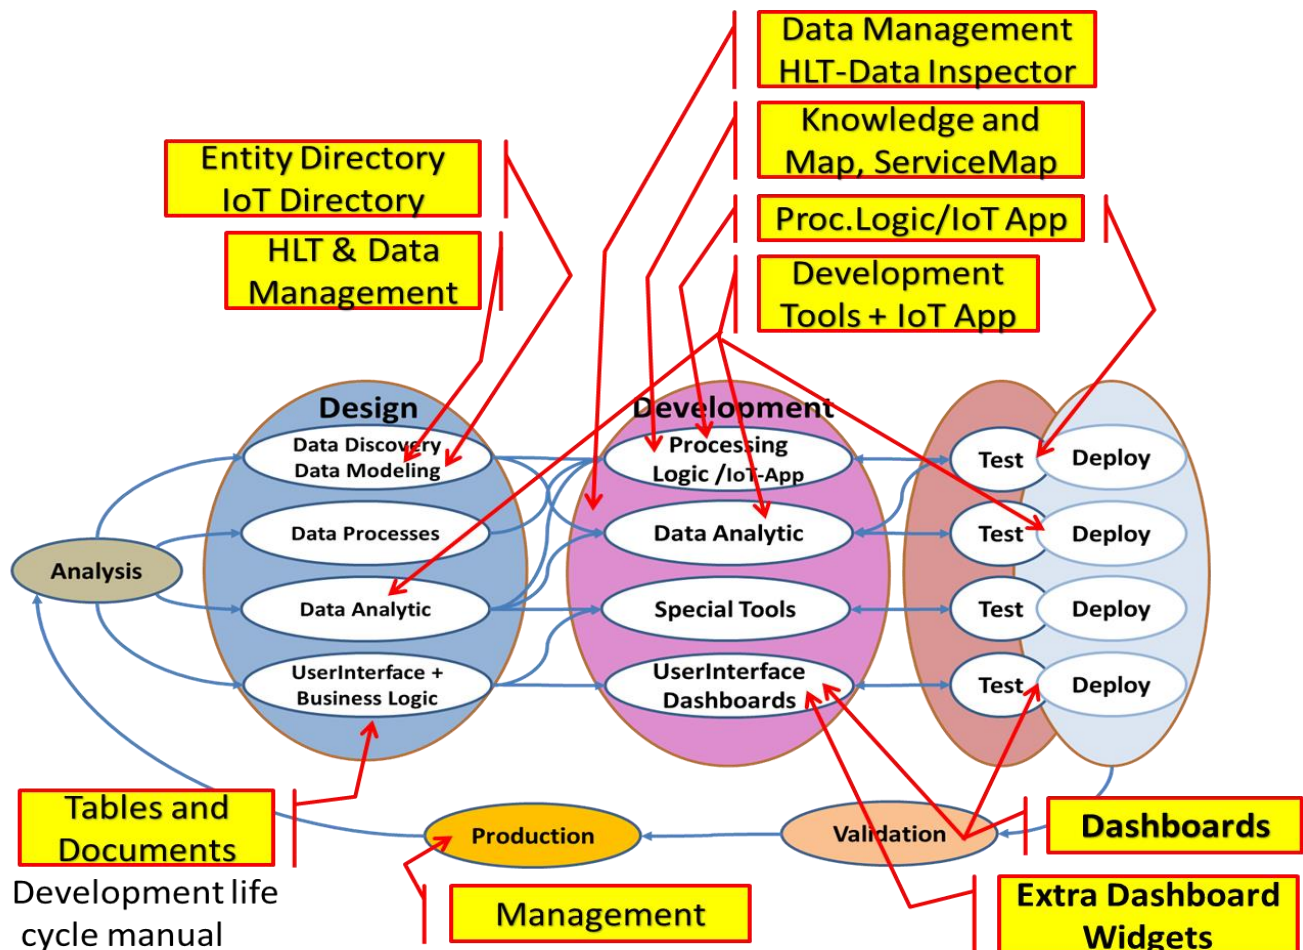 Data Management
HLT-Data Inspector
Knowledge and
Map, ServiceMap
Entity Directory
IoT Directory
Proc.Logic/IoT App
HLT & Data
Management
Development
Tools + IoT App
Design
Data Discovery
Data Modeling
Data Processes
Data Analytic
UserInterface +
Business Logic
Development
Processing
Logic /IoT-App
Data Analytic
Special Tools
UserInterface
Dashboards
Test
Deploy
Test
Deploy
Test
Deploy
Test
Deploy
Analysis
Tables and
Documents
Development life
cycle manual
Production
Validation
Dashboards
Management
Extra Dashboard
Widgets